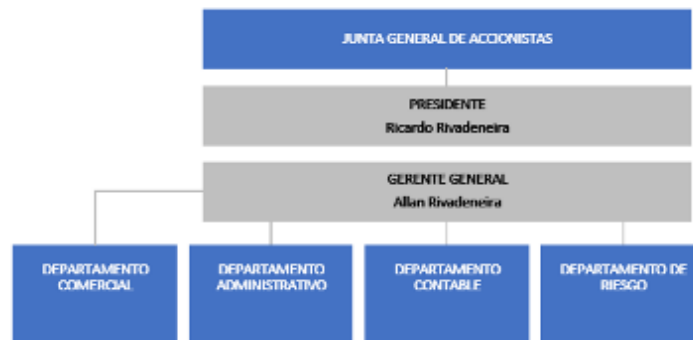 JUNTA GENERAL DE ACCIONISTAS
PRESIDENTE
Ricardo Rivadeneira
GERENTE GENERAL
Allan Rivadeneira
DEPARTAMENTO
COMERCIAL
DEPARTAMENTO
ADMINISTRATIVO
DEPARTAMENTO
CONTABLE
DEPARTAMENTO DE
RIESGO